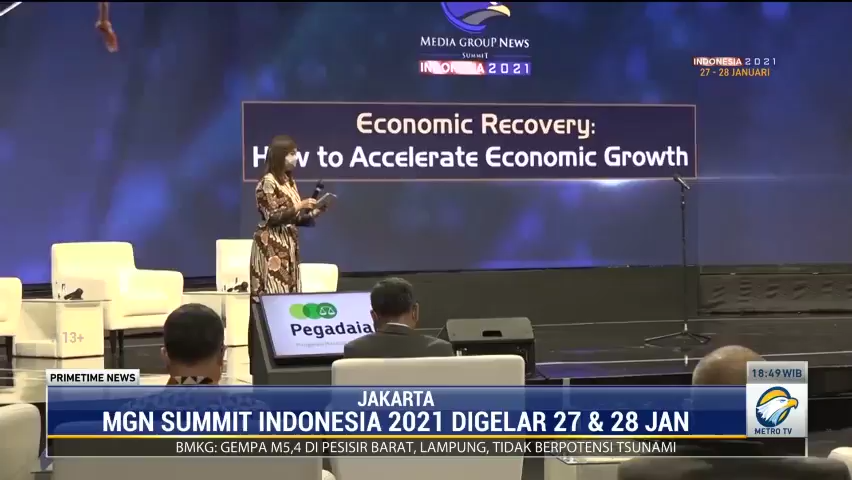 MEDIA GROUP NEWS
SUMMIT
INDONESIA 2021
INDONESIA 2021
27 - 28 JANUARI
Economic Recovery:
How to Accelerate Economic Growth
13+
Pegadaia
PRIMETIME NEWS
18:49 WIB
JAKARTA
MGN SUMMIT INDONESIA 2021 DIGELAR 27 & 28 JAN
METRO TV
BMKG: GEMPA M5,4 DI PESISIR BARAT, LAMPUNG, TIDAK BERPOTENSI TSUNAMI